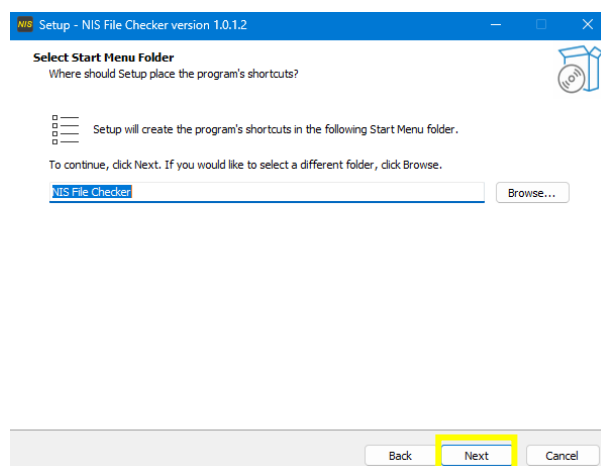 NIS Setup - NIS File Checker version 1.0.1.2
Select Start Menu Folder
Where should Setup place the program's shortcuts?
Setup will create the program's shortcuts in the following Start Menu folder.
To continue, click Next. If you would like to select a different folder, click Browse.
NIS File Checker Browse...
Back Next Cancel